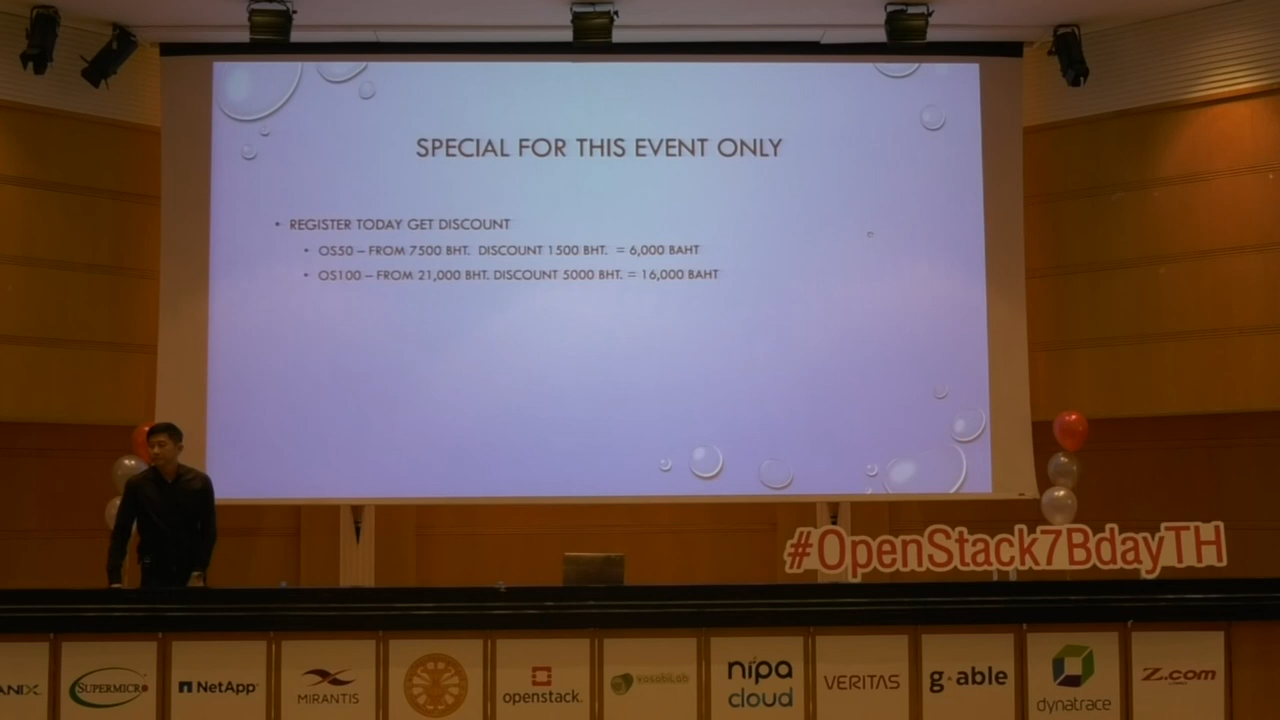 SPECIAL FOR THIS EVENT ONLY
• REGISTER TODAY GET DISCOUNT
• OS50 – FROM 7500 BHT. DISCOUNT 1500 BHT. = 6,000 BAHT
• OS100 – FROM 21,000 BHT. DISCOUNT 5000 BHT. = 16,000 BAHT
#OpenStack7BdayTH
SUPERMICRO
NetApp
MIRANTIS
openstack.
nipa
cloud
VERITAS
g·able
dynatrace
Z.com